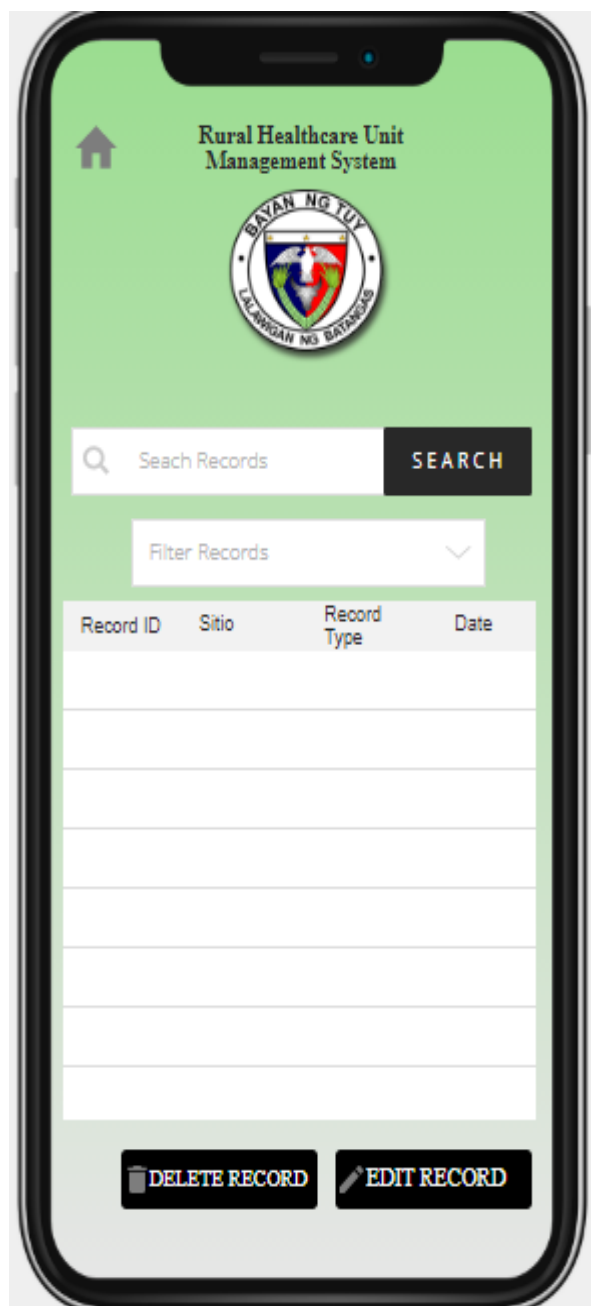 Rural Healthcare Unit
Management System
BAYAN NG TUY
LALAWIGAN NG BATANGAS
Seach Records
SEARCH
Filter Records
Record ID Sitio Record Type Date
DELETE RECORD EDIT RECORD